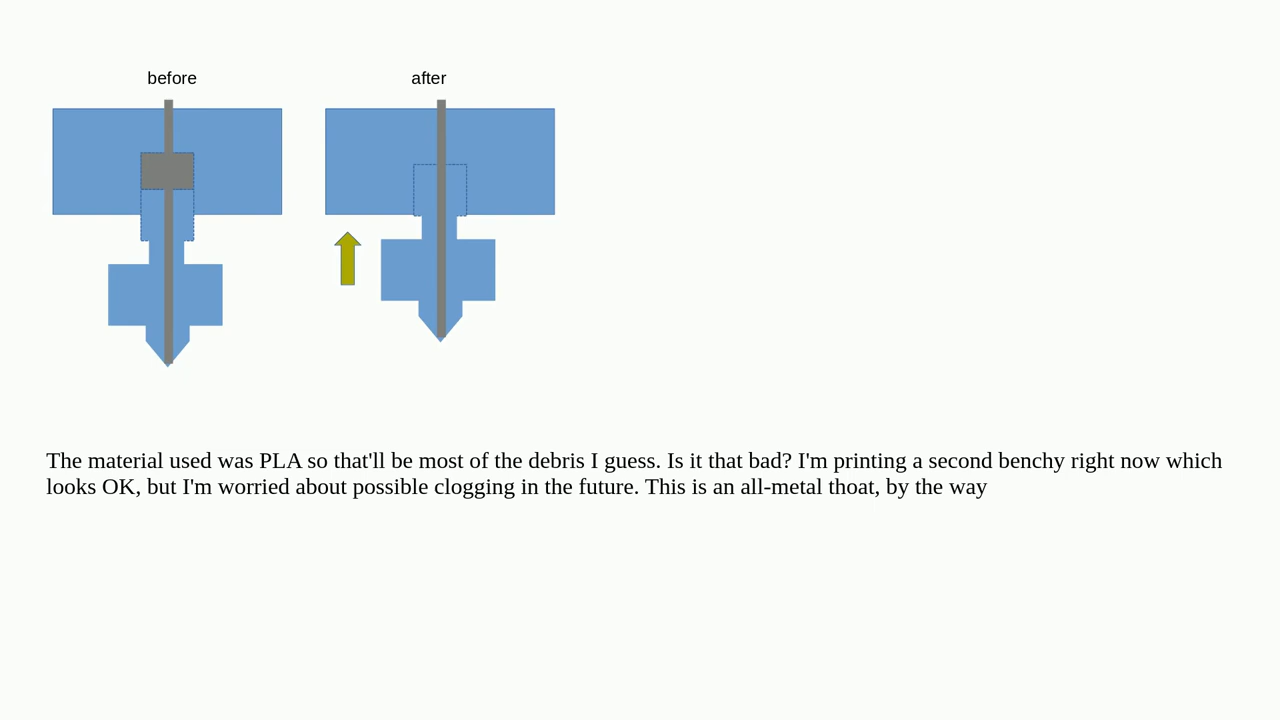 before
after
The material used was PLA so that'll be most of the debris I guess. Is it that bad? I'm printing a second benchy right now which
looks OK, but I'm worried about possible clogging in the future. This is an all-metal thoat, by the way